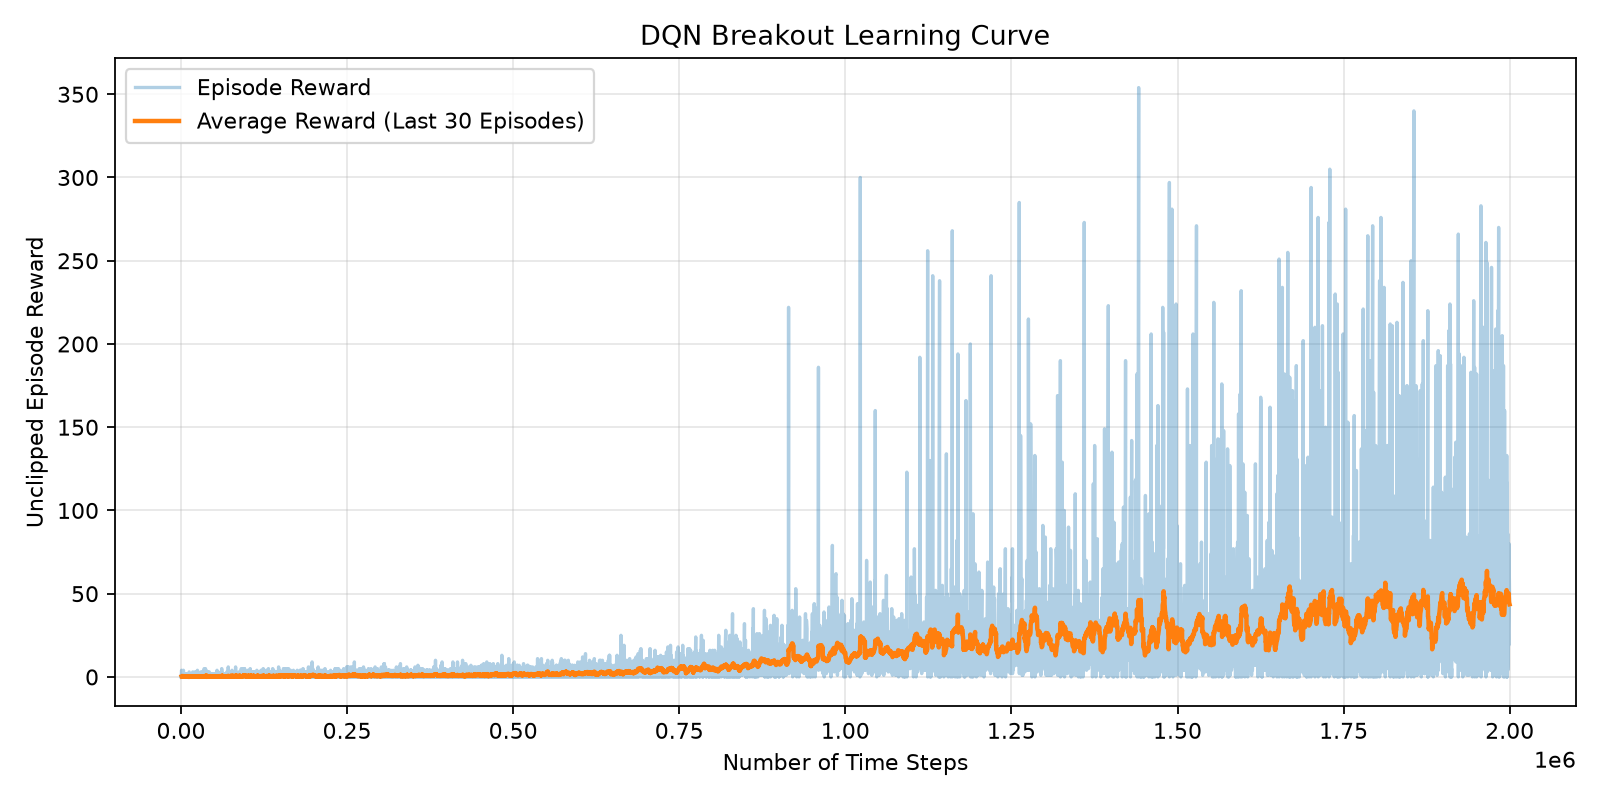 DQN Breakout Learning Curve
Episode Reward
Average Reward (Last 30 Episodes)
Unclipped Episode Reward
350
300
250
200
150
100
50
0
0.00 0.25 0.50 0.75 1.00 1.25 1.50 1.75 2.00
1e6
Number of Time Steps